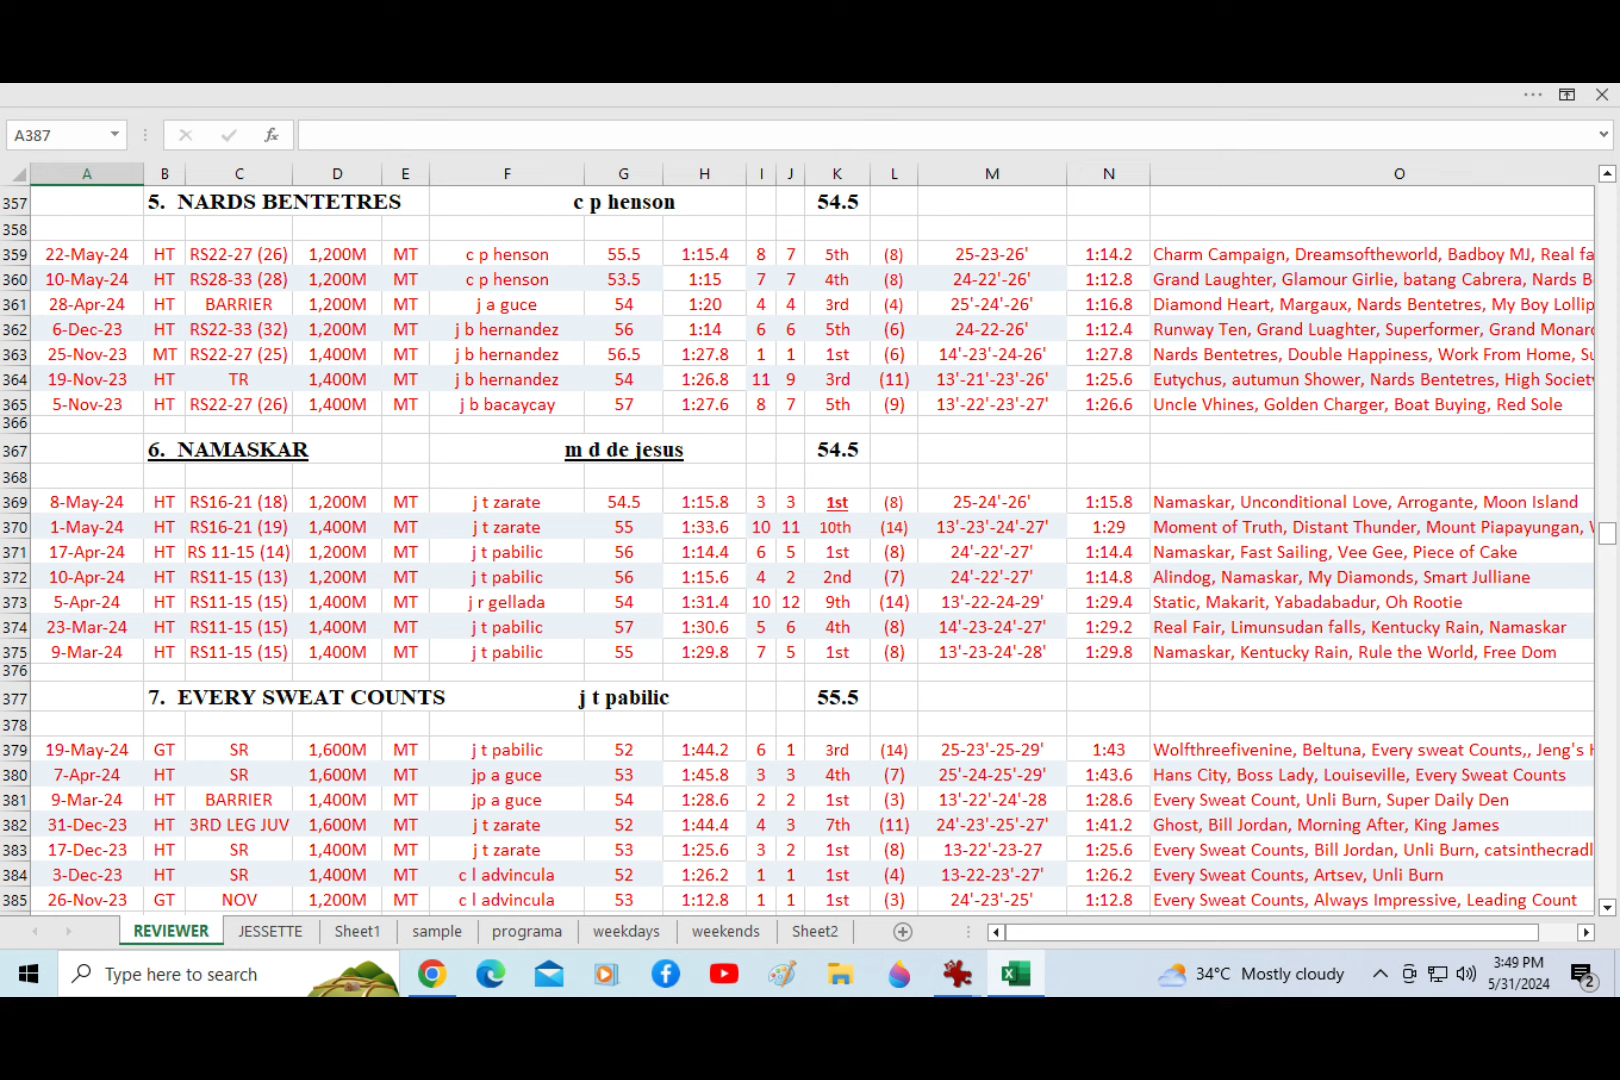 A387
fx
A B C D E F G H I J K L M N O
357 5. NARDS BENTETRES c p henson 54.5
358
359 22-May-24 HT RS22-27 (26) 1,200M MT c p henson 55.5 1:15.4 8 7 5th (8) 25-23-26' 1:14.2 Charm Campaign, Dreamsoftheworld, Badboy MJ, Real fa
360 10-May-24 HT RS28-33 (28) 1,200M MT c p henson 53.5 1:15 7 7 4th (8) 24-22'-26' 1:12.8 Grand Laughter, Glamour Girlie, batang Cabrera, Nards B
361 28-Apr-24 HT BARRIER 1,200M MT j a guce 54 1:20 4 4 3rd (4) 25'-24'-26' 1:16.8 Diamond Heart, Margaux, Nards Bentetres, My Boy Lollip
362 6-Dec-23 HT RS22-33 (32) 1,200M MT j b hernandez 56 1:14 6 6 5th (6) 24-22-26' 1:12.4 Runway Ten, Grand Luaghter, Superformer, Grand Monarc
363 25-Nov-23 MT RS22-27 (25) 1,400M MT j b hernandez 56.5 1:27.8 1 1 1st (6) 14'-23'-24-26' 1:27.8 Nards Bentetres, Double Happiness, Work From Home, Su
364 19-Nov-23 HT TR 1,400M MT j b hernandez 54 1:26.8 11 9 3rd (11) 13'-21'-23'-26' 1:25.6 Eutychus, autumun Shower, Nards Bentetres, High Society
365 5-Nov-23 HT RS22-27 (26) 1,400M MT j b bacaycay 57 1:27.6 8 7 5th (9) 13'-22'-23'-27' 1:26.6 Uncle Vhines, Golden Charger, Boat Buying, Red Sole
366
367 6. NAMASKAR m d de jesus 54.5
368
369 8-May-24 HT RS16-21 (18) 1,200M MT j t zarate 54.5 1:15.8 3 3 1st (8) 25-24'-26' 1:15.8 Namaskar, Unconditional Love, Arrogante, Moon Island
370 1-May-24 HT RS16-21 (19) 1,400M MT j t zarate 55 1:33.6 10 11 10th (14) 13'-23'-24'-27' 1:29 Moment of Truth, Distant Thunder, Mount Piapayungan,
371 17-Apr-24 HT RS 11-15 (14) 1,200M MT j t pabilic 56 1:14.4 6 5 1st (8) 24'-22'-27' 1:14.4 Namaskar, Fast Sailing, Vee Gee, Piece of Cake
372 10-Apr-24 HT RS11-15 (13) 1,200M MT j t pabilic 56 1:15.6 4 2 2nd (7) 24'-22'-27' 1:14.8 Alindog, Namaskar, My Diamonds, Smart Julliane
373 5-Apr-24 HT RS11-15 (15) 1,400M MT j r gellada 54 1:31.4 10 12 9th (14) 13'-22-24-29' 1:29.4 Static, Makarit, Yabadabadur, Oh Rootie
374 23-Mar-24 HT RS11-15 (15) 1,400M MT j t pabilic 57 1:30.6 5 6 4th (8) 14'-23-24'-27' 1:29.2 Real Fair, Limunsudan falls, Kentucky Rain, Namaskar
375 9-Mar-24 HT RS11-15 (15) 1,400M MT j t pabilic 55 1:29.8 7 5 1st (8) 13'-23-24'-28' 1:29.8 Namaskar, Kentucky Rain, Rule the World, Free Dom
376
377 7. EVERY SWEAT COUNTS j t pabilic 55.5
378
379 19-May-24 GT SR 1,600M MT j t pabilic 52 1:44.2 6 1 3rd (14) 25-23'-25-29' 1:43 Wolfthreefivenine, Beltuna, Every sweat Counts,, Jeng's H
380 7-Apr-24 HT SR 1,600M MT jp a guce 53 1:45.8 3 3 4th (7) 25'-24-25'-29' 1:43.6 Hans City, Boss Lady, Louiseville, Every Sweat Counts
381 9-Mar-24 HT BARRIER 1,400M MT jp a guce 54 1:28.6 2 2 1st (3) 13'-22'-24'-28 1:28.6 Every Sweat Count, Unli Burn, Super Daily Den
382 31-Dec-23 HT 3RD LEG JUV 1,600M MT j t zarate 52 1:44.4 4 3 7th (11) 24'-23'-25'-27' 1:41.2 Ghost, Bill Jordan, Morning After, King James
383 17-Dec-23 HT SR 1,400M MT j t zarate 53 1:25.6 3 2 1st (8) 13-22'-23-27 1:25.6 Every Sweat Counts, Bill Jordan, Unli Burn, catsinthecradl
384 3-Dec-23 HT SR 1,400M MT c l advincula 52 1:26.2 1 1 1st (4) 13-22-23'-27' 1:26.2 Every Sweat Counts, Artsev, Unli Burn
385 26-Nov-23 GT NOV 1,200M MT c l advincula 53 1:12.8 1 1 1st (3) 24'-23'-25' 1:12.8 Every Sweat Counts, Always Impressive, Leading Count
REVIEWER JESSETTE Sheet1 sample programa weekdays weekends Sheet2
Type here to search
34°C Mostly cloudy
3:49 PM
5/31/2024
2